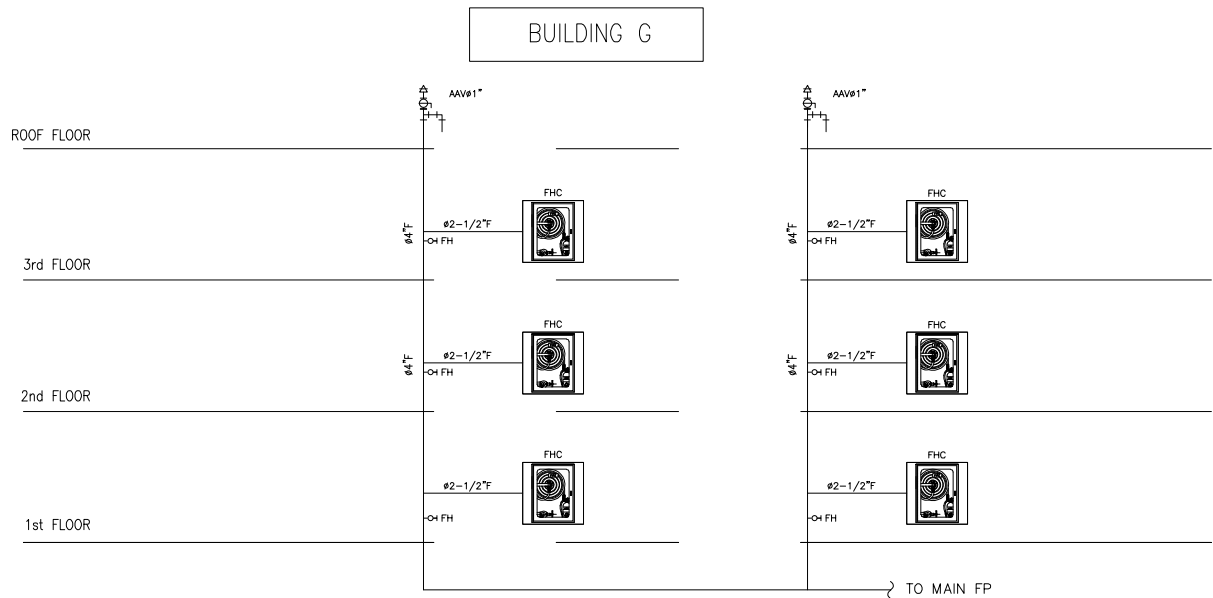 BUILDING G
AAVø1"
AAVø1"
ROOF FLOOR
FHC
FHC
ø4"F
ø2-1/2"F
FH
ø4"F
ø2-1/2"F
FH
3rd FLOOR
FHC
FHC
ø4"F
ø2-1/2"F
FH
ø4"F
ø2-1/2"F
FH
2nd FLOOR
FHC
FHC
ø2-1/2"F
FH
ø2-1/2"F
FH
1st FLOOR
TO MAIN FP